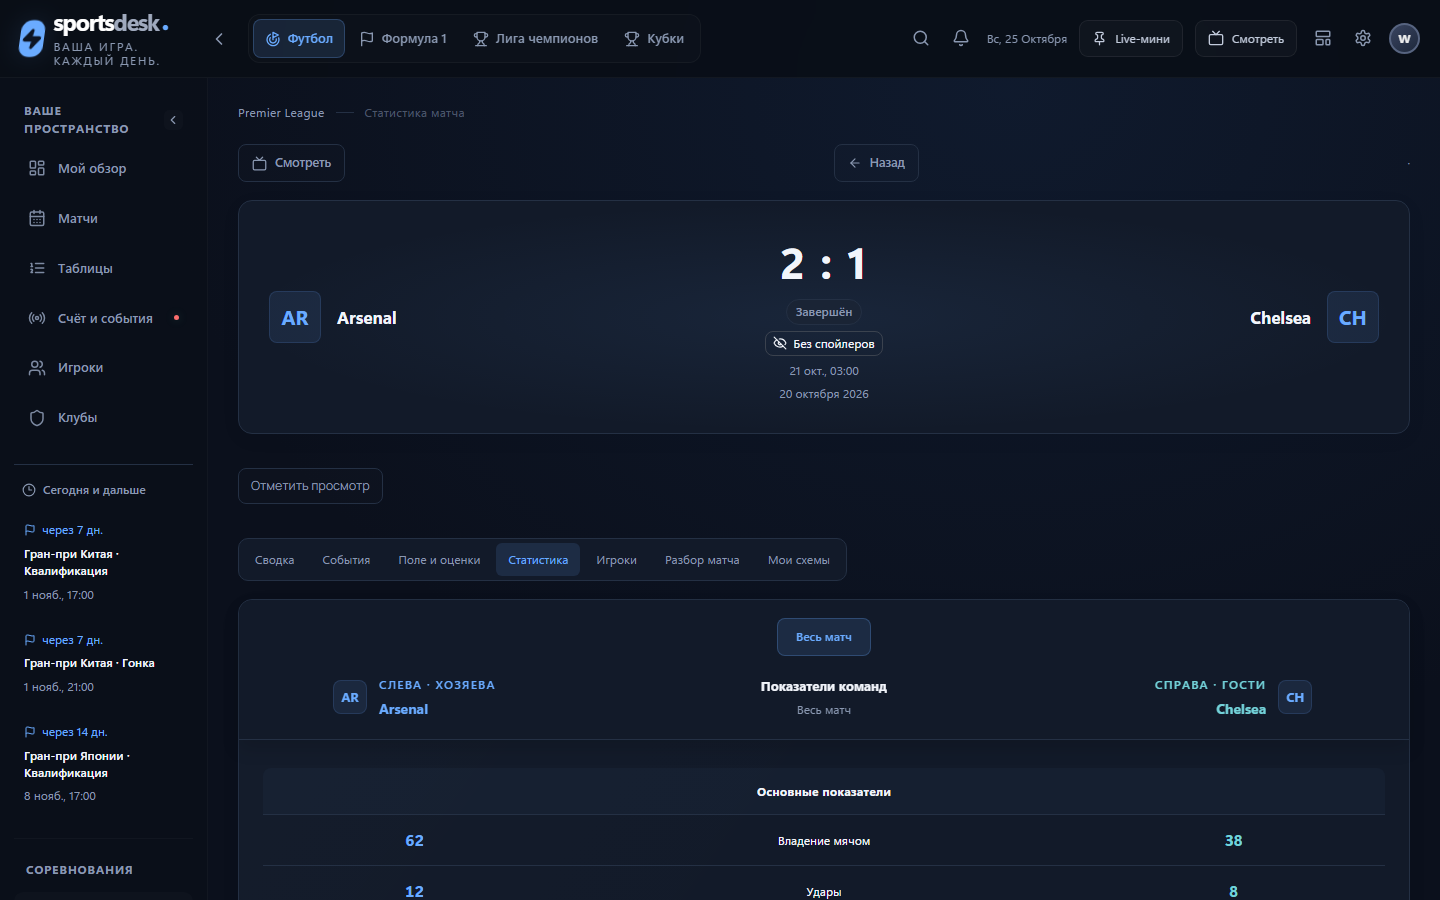 sportsdesk.
ВАША ИГРА.
КАЖДЫЙ ДЕНЬ.
Футбол
Формула 1
Лига чемпионов
Кубки
Вс, 25 Октября
Live-мини
Смотреть
W
ВАШЕ
ПРОСТРАНСТВО
Мой обзор
Матчи
Таблицы
Счёт и события
Игроки
Клубы
Сегодня и дальше
через 7 дн.
Гран-при Китая ·
Квалификация
1 нояб., 17:00
через 7 дн.
Гран-при Китая · Гонка
1 нояб., 21:00
через 14 дн.
Гран-при Японии ·
Квалификация
8 нояб., 17:00
СОРЕВНОВАНИЯ
Premier League — Статистика матча
Смотреть
Назад
AR
Arsenal
2 : 1
Завершён
Без спойлеров
21 окт., 03:00
20 октября 2026
Chelsea
CH
Отметить просмотр
Сводка
События
Поле и оценки
Статистика
Игроки
Разбор матча
Мои схемы
Весь матч
AR
СЛЕВА · ХОЗЯЕВА
Arsenal
Показатели команд
Весь матч
СПРАВА · ГОСТИ
Chelsea
CH
Основные показатели
62 Владение мячом 38
12 Удары 8